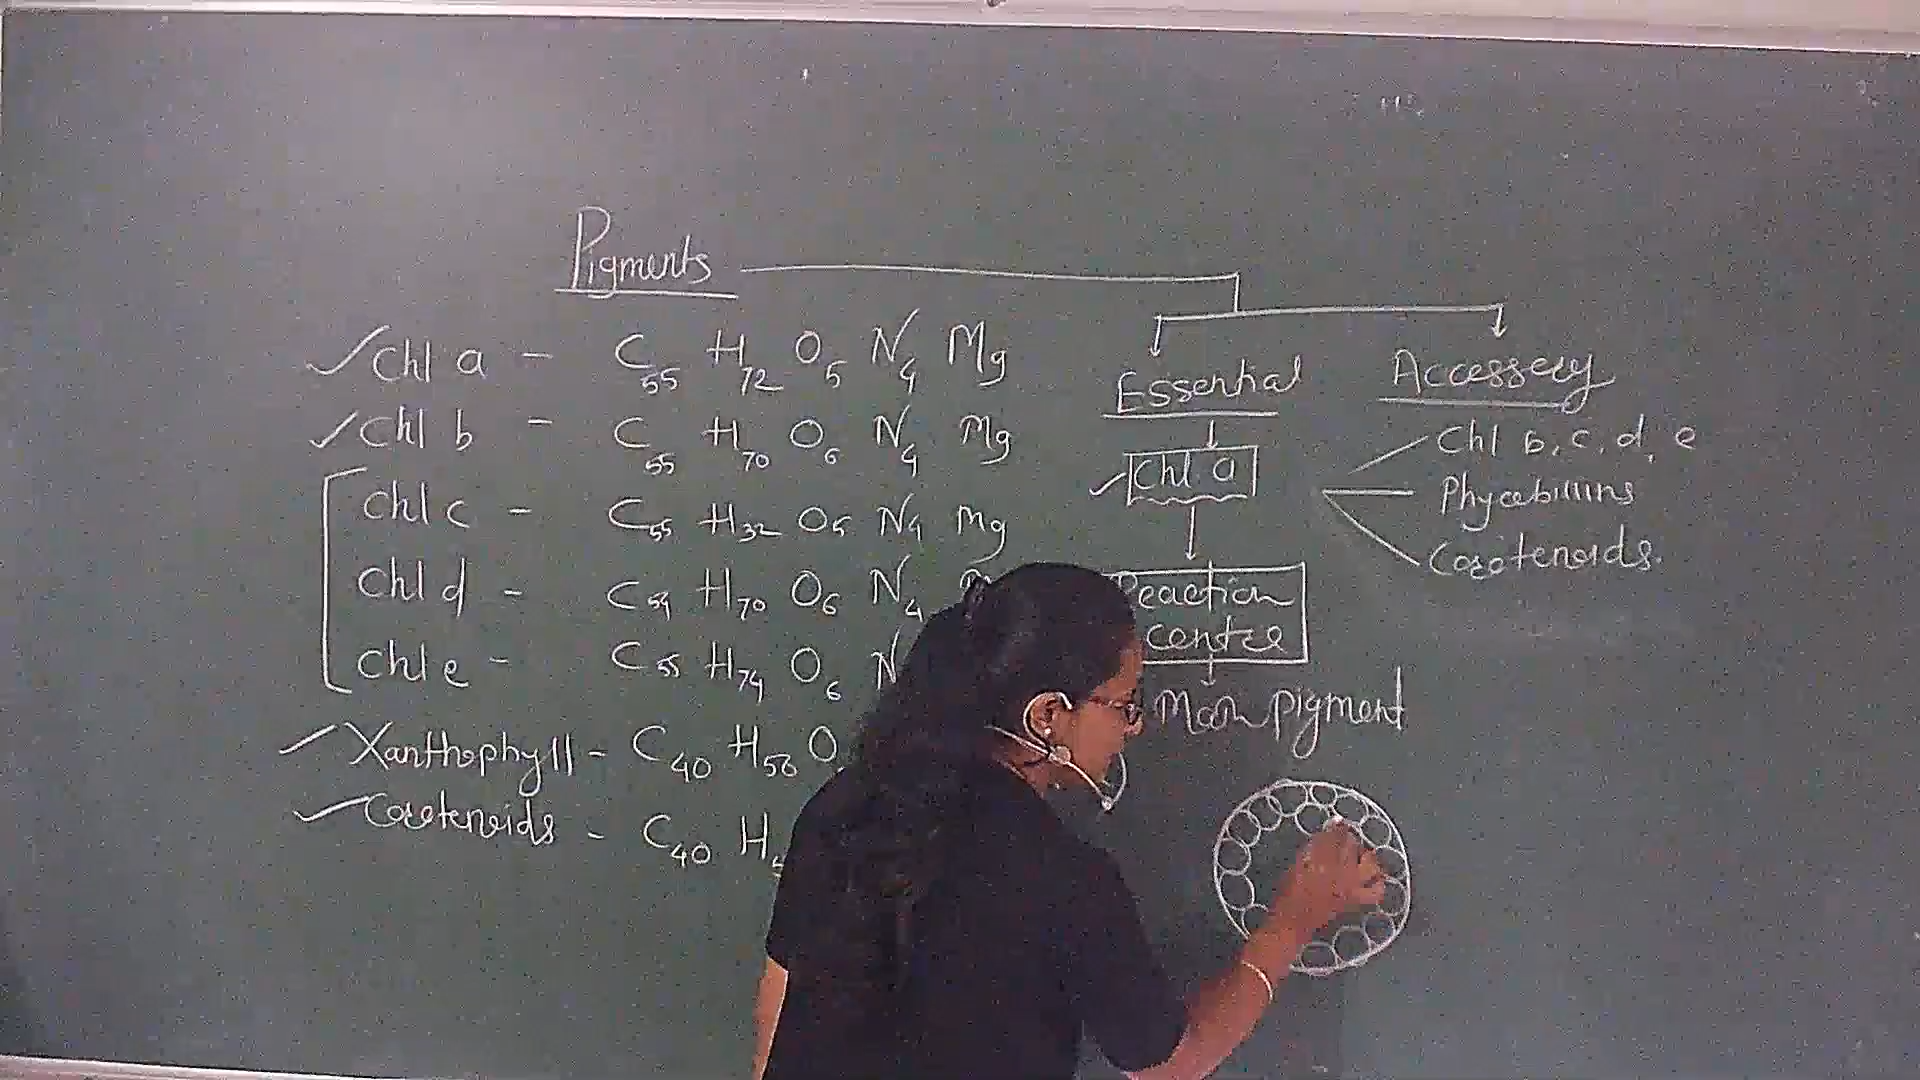 Pigments
Chl a - C55 H72 O5 N4 Mg
Chl b - C55 H70 O6 N4 Mg
Chl c - C55 H32 O5 N4 Mg
Chl d - C54 H70 O6 N4
Chl e - C55 H74 O6 N
Xanthophyll - C40 H56 O
Carotenoids - C40 H
Essential
Chl a
Reaction
centre
Main pigment
Accessory
Chl b, c, d, e
Phycobilins
Carotenoids.